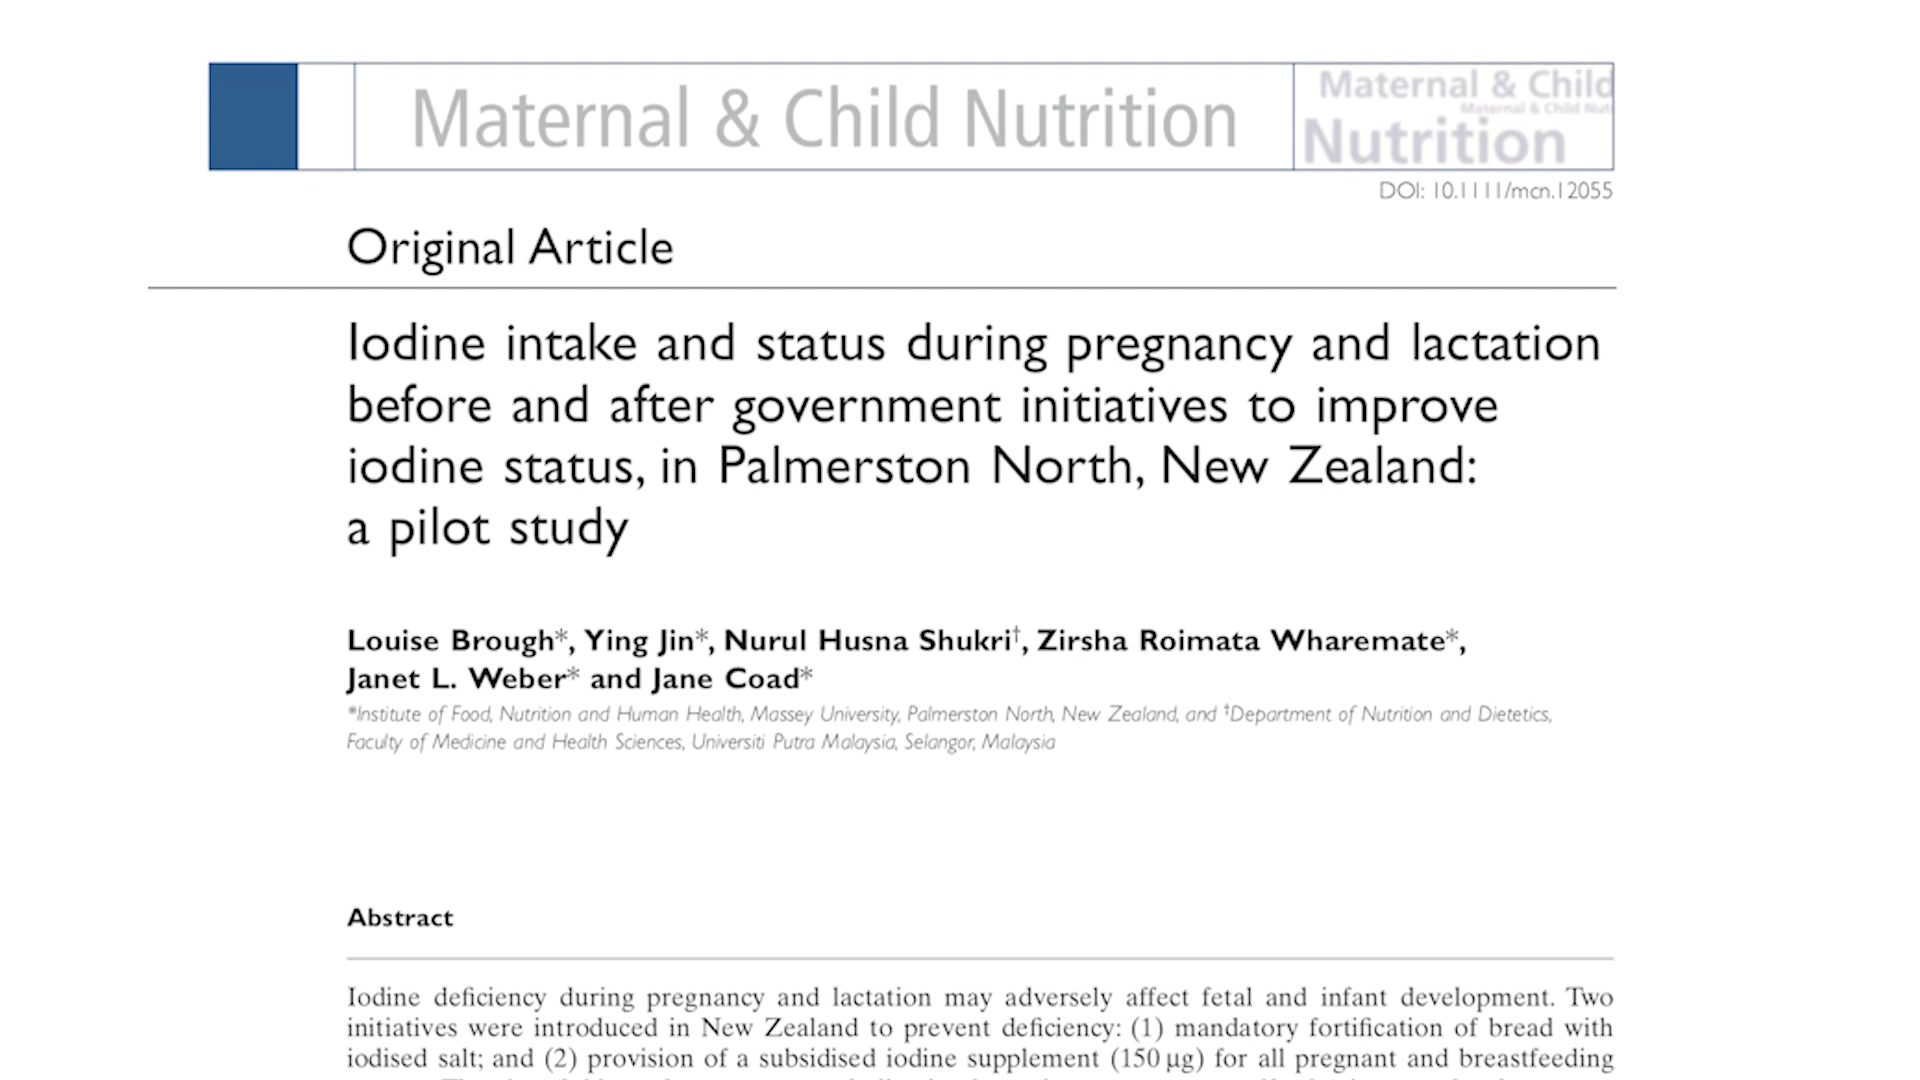 Maternal & Child Nutrition
Maternal & Child
Maternal & Child Nut
Nutrition
DOI: 10.1111/mcn.12055
Original Article
Iodine intake and status during pregnancy and lactation
before and after government initiatives to improve
iodine status, in Palmerston North, New Zealand:
a pilot study
Louise Brough*, Ying Jin*, Nurul Husna Shukri†, Zirsha Roimata Wharemate*,
Janet L. Weber* and Jane Coad*
*Institute of Food, Nutrition and Human Health, Massey University, Palmerston North, New Zealand, and †Department of Nutrition and Dietetics,
Faculty of Medicine and Health Sciences, Universiti Putra Malaysia, Selangor, Malaysia
Abstract
Iodine deficiency during pregnancy and lactation may adversely affect fetal and infant development. Two
initiatives were introduced in New Zealand to prevent deficiency: (1) mandatory fortification of bread with
iodised salt; and (2) provision of a subsidised iodine supplement (150 µg) for all pregnant and breastfeeding